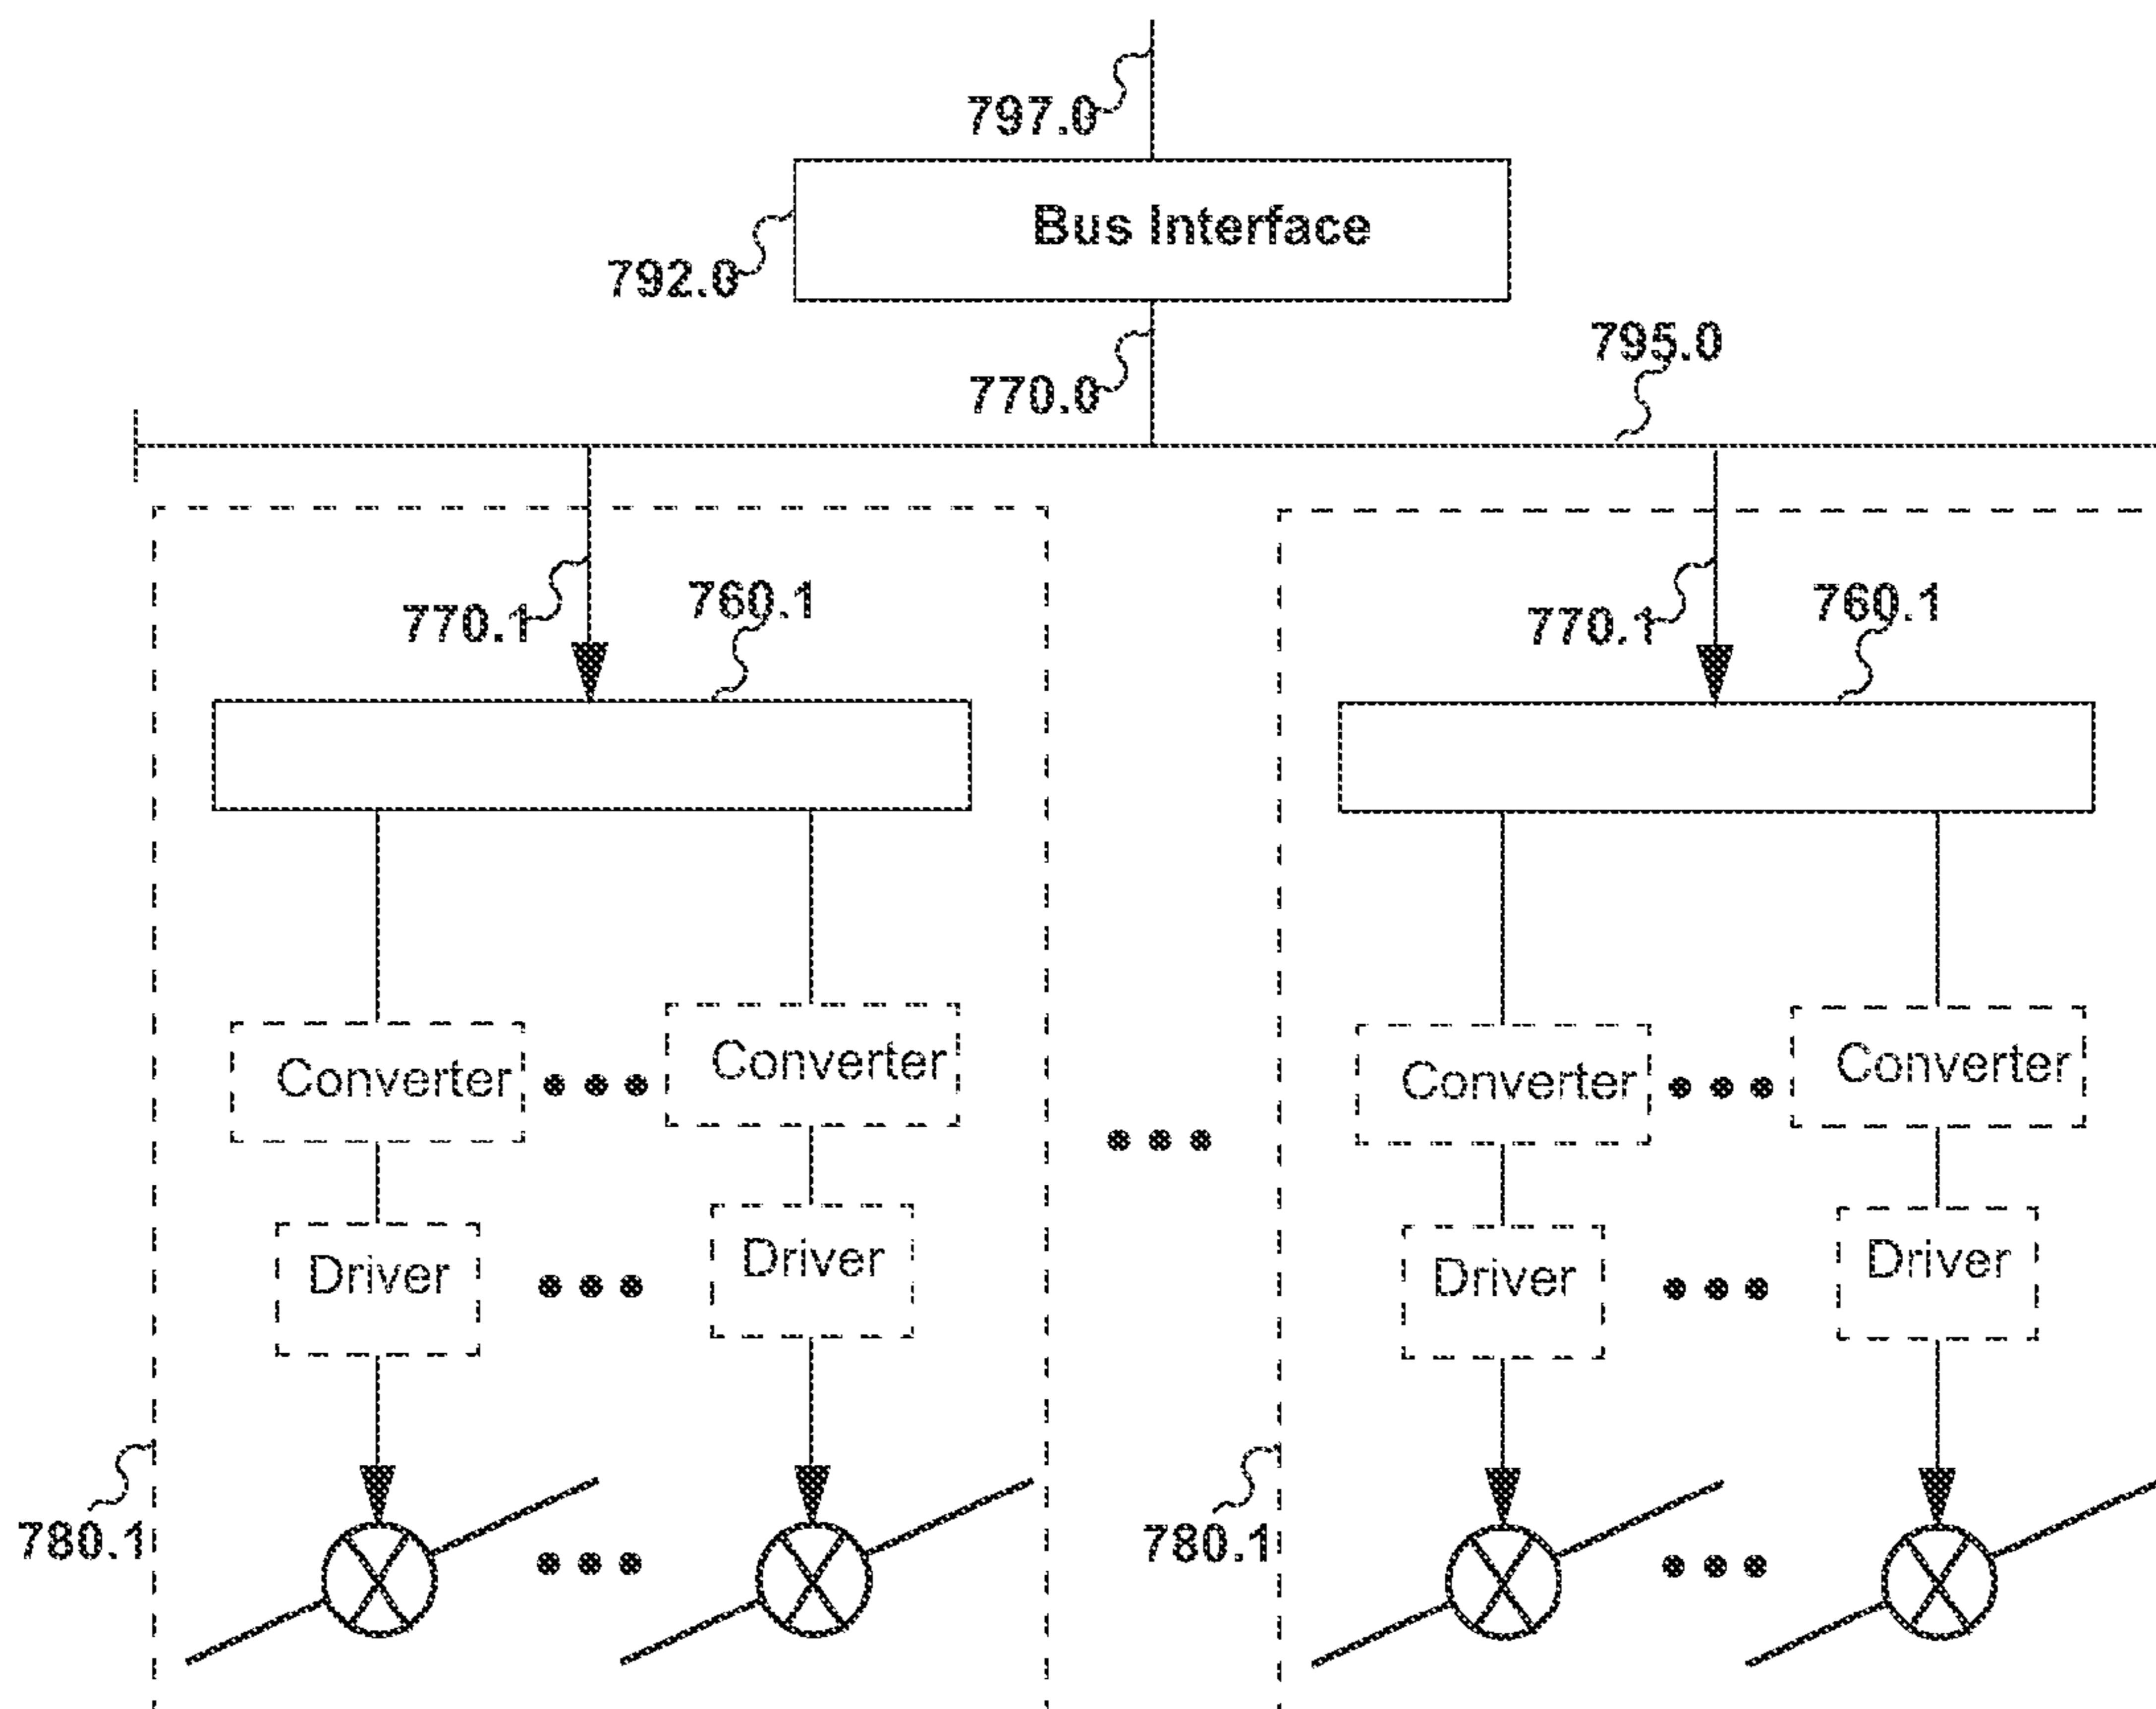 797.0
Bus Interface
792.0
795.0
770.0
770.1
760.1
770.1
760.1
Converter
Converter
Converter
Converter
Driver
Driver
Driver
Driver
780.1
780.1